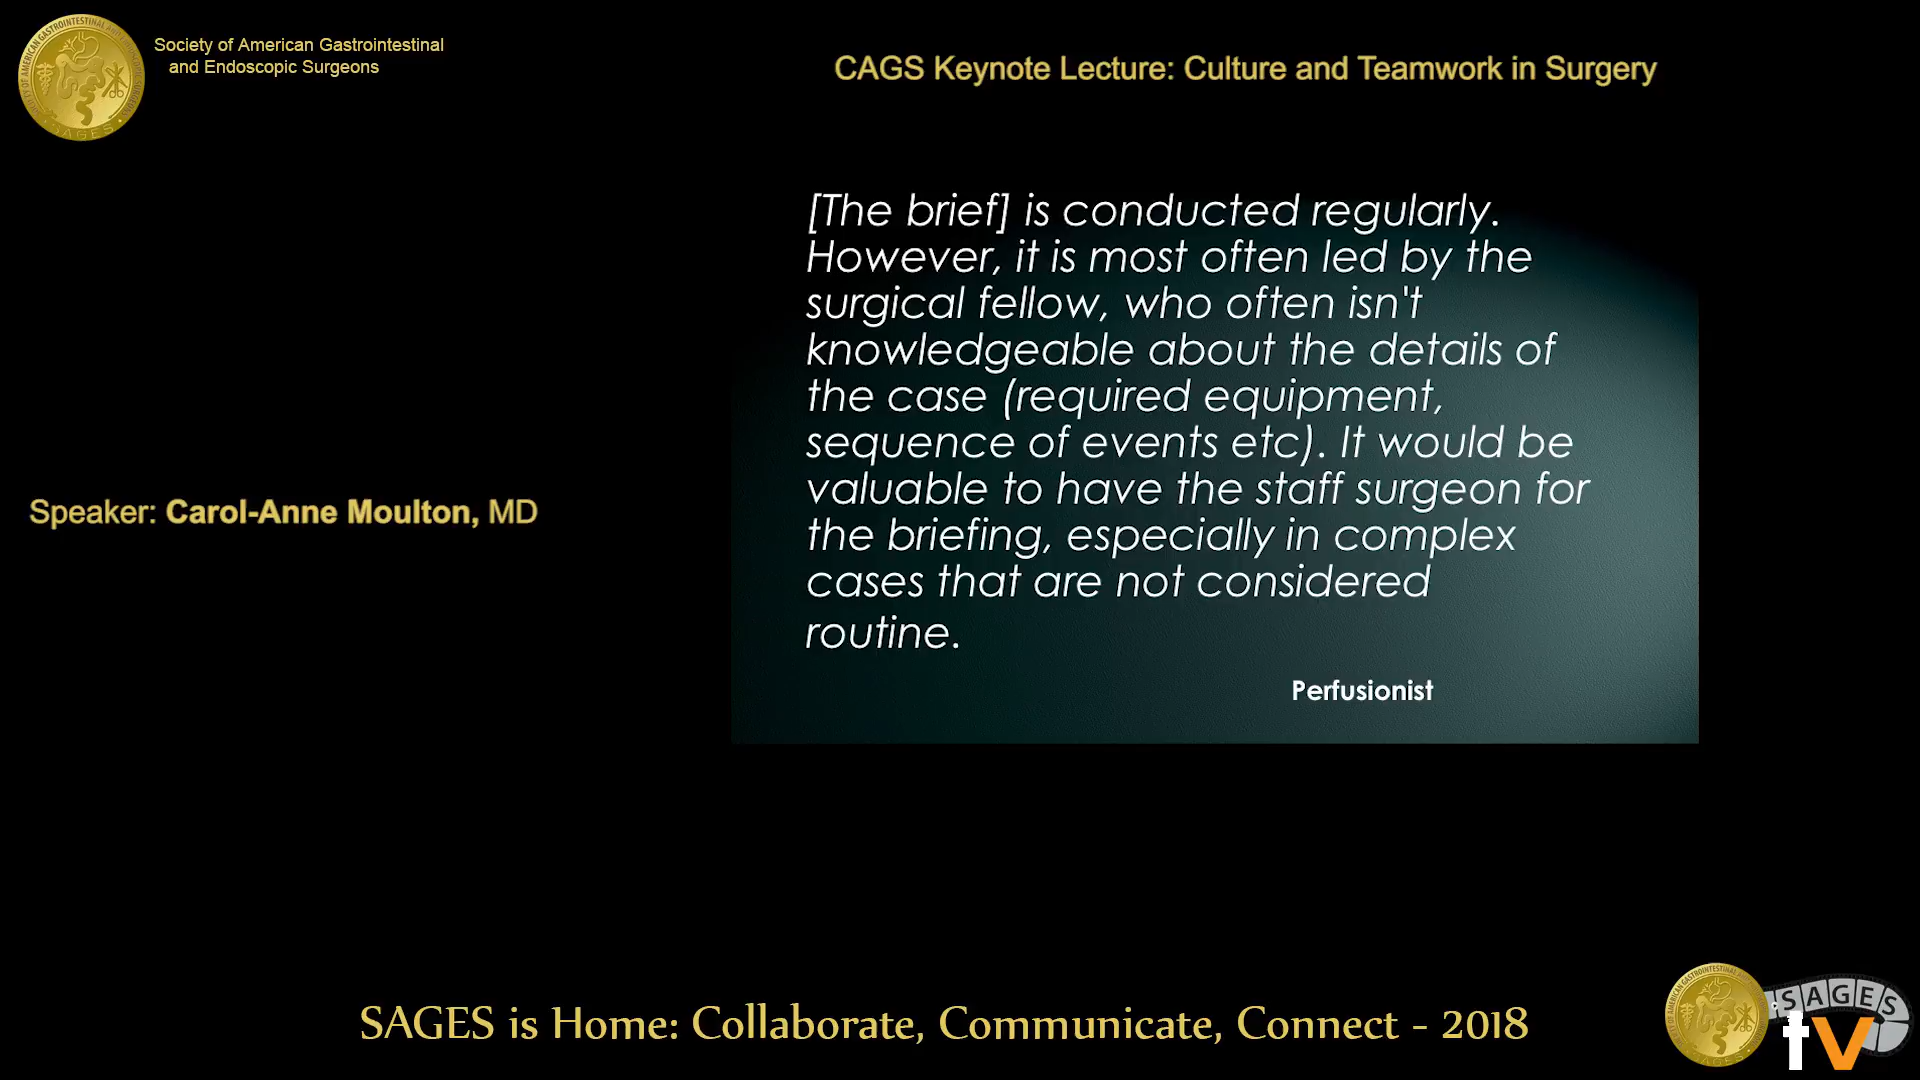 Society of American Gastrointestinal
and Endoscopic Surgeons
CAGS Keynote Lecture: Culture and Teamwork in Surgery
[The brief] is conducted regularly.
However, it is most often led by the
surgical fellow, who often isn't
knowledgeable about the details of
the case (required equipment,
sequence of events etc). It would be
valuable to have the staff surgeon for
the briefing, especially in complex
cases that are not considered
routine.
Perfusionist
Speaker: Carol-Anne Moulton, MD
SAGES is Home: Collaborate, Communicate, Connect - 2018
SAGES
tv